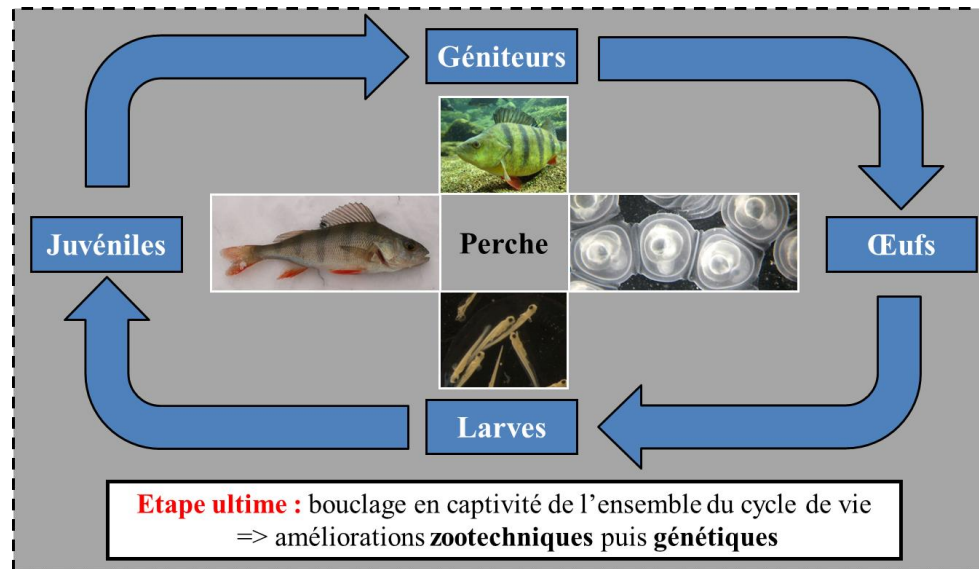 Géniteurs
Juvéniles
Perche
Œufs
Larves
Etape ultime : bouclage en captivité de l'ensemble du cycle de vie
=> améliorations zootechniques puis génétiques